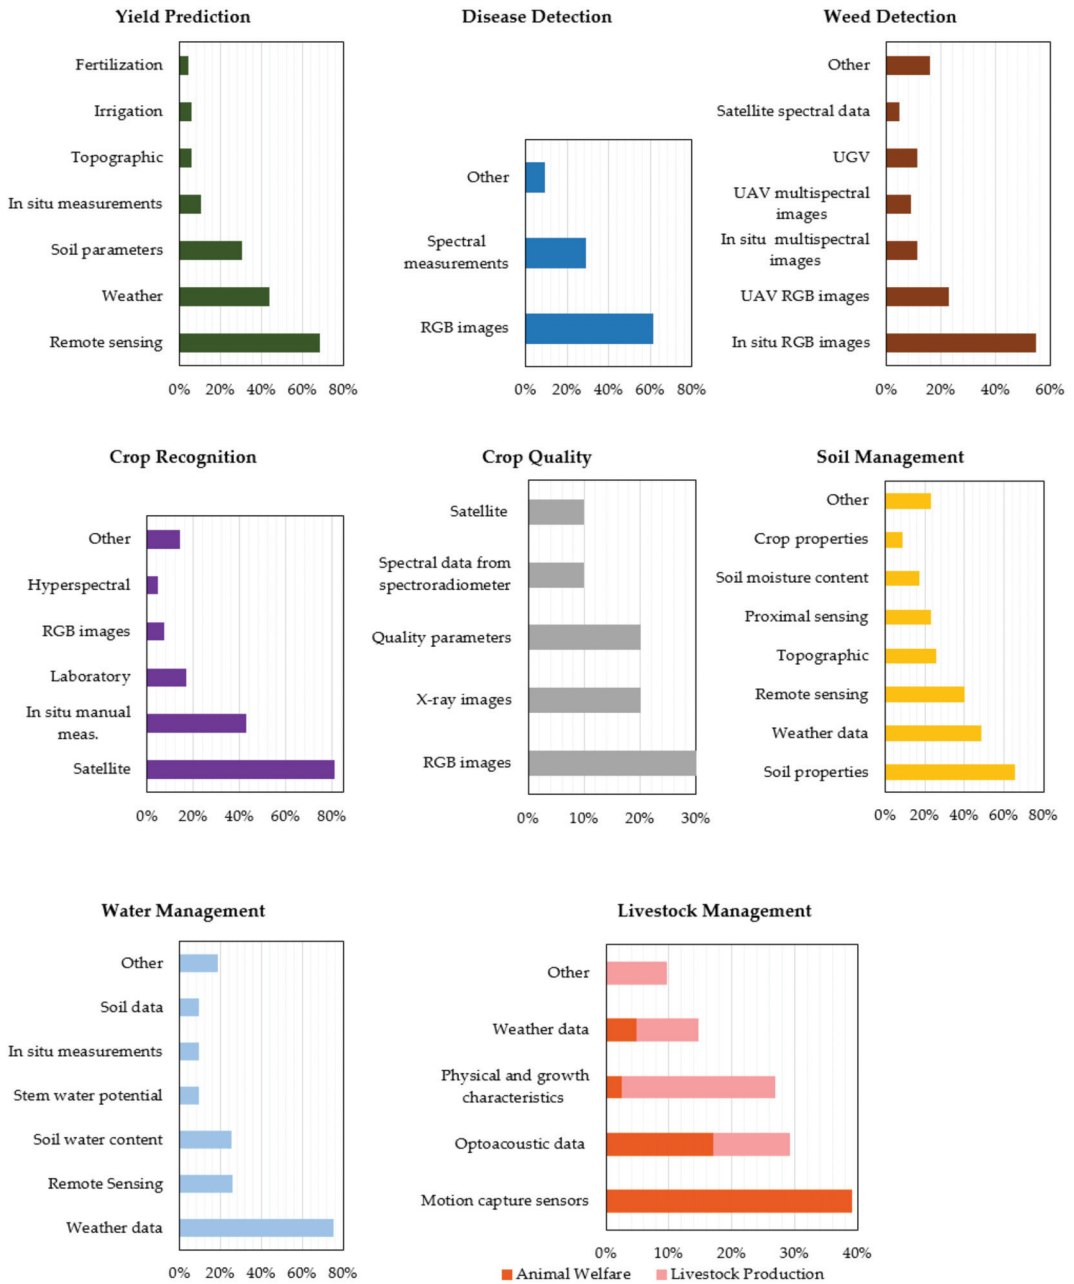 Yield Prediction
Fertilization
Irrigation
Topographic
In situ measurements
Soil parameters
Weather
Remote sensing
0% 20% 40% 60% 80%
Disease Detection
Other
Spectral
measurements
RGB images
0% 20% 40% 60% 80%
Weed Detection
Other
Satellite spectral data
UGV
UAV multispectral
images
In situ multispectral
images
UAV RGB images
In situ RGB images
0% 20% 40% 60%
Crop Recognition
Other
Hyperspectral
RGB images
Laboratory
In situ manual
meas.
Satellite
0% 20% 40% 60% 80%
Crop Quality
Satellite
Spectral data from
spectroradiometer
Quality parameters
X-ray images
RGB images
0% 10% 20% 30%
Soil Management
Other
Crop properties
Soil moisture content
Proximal sensing
Topographic
Remote sensing
Weather data
Soil properties
0% 20% 40% 60% 80%
Water Management
Other
Soil data
In situ measurements
Stem water potential
Soil water content
Remote Sensing
Weather data
0% 20% 40% 60% 80%
Livestock Management
Other
Weather data
Physical and growth
characteristics
Optoacoustic data
Motion capture sensors
0% 10% 20% 30% 40%
Animal Welfare Livestock Production